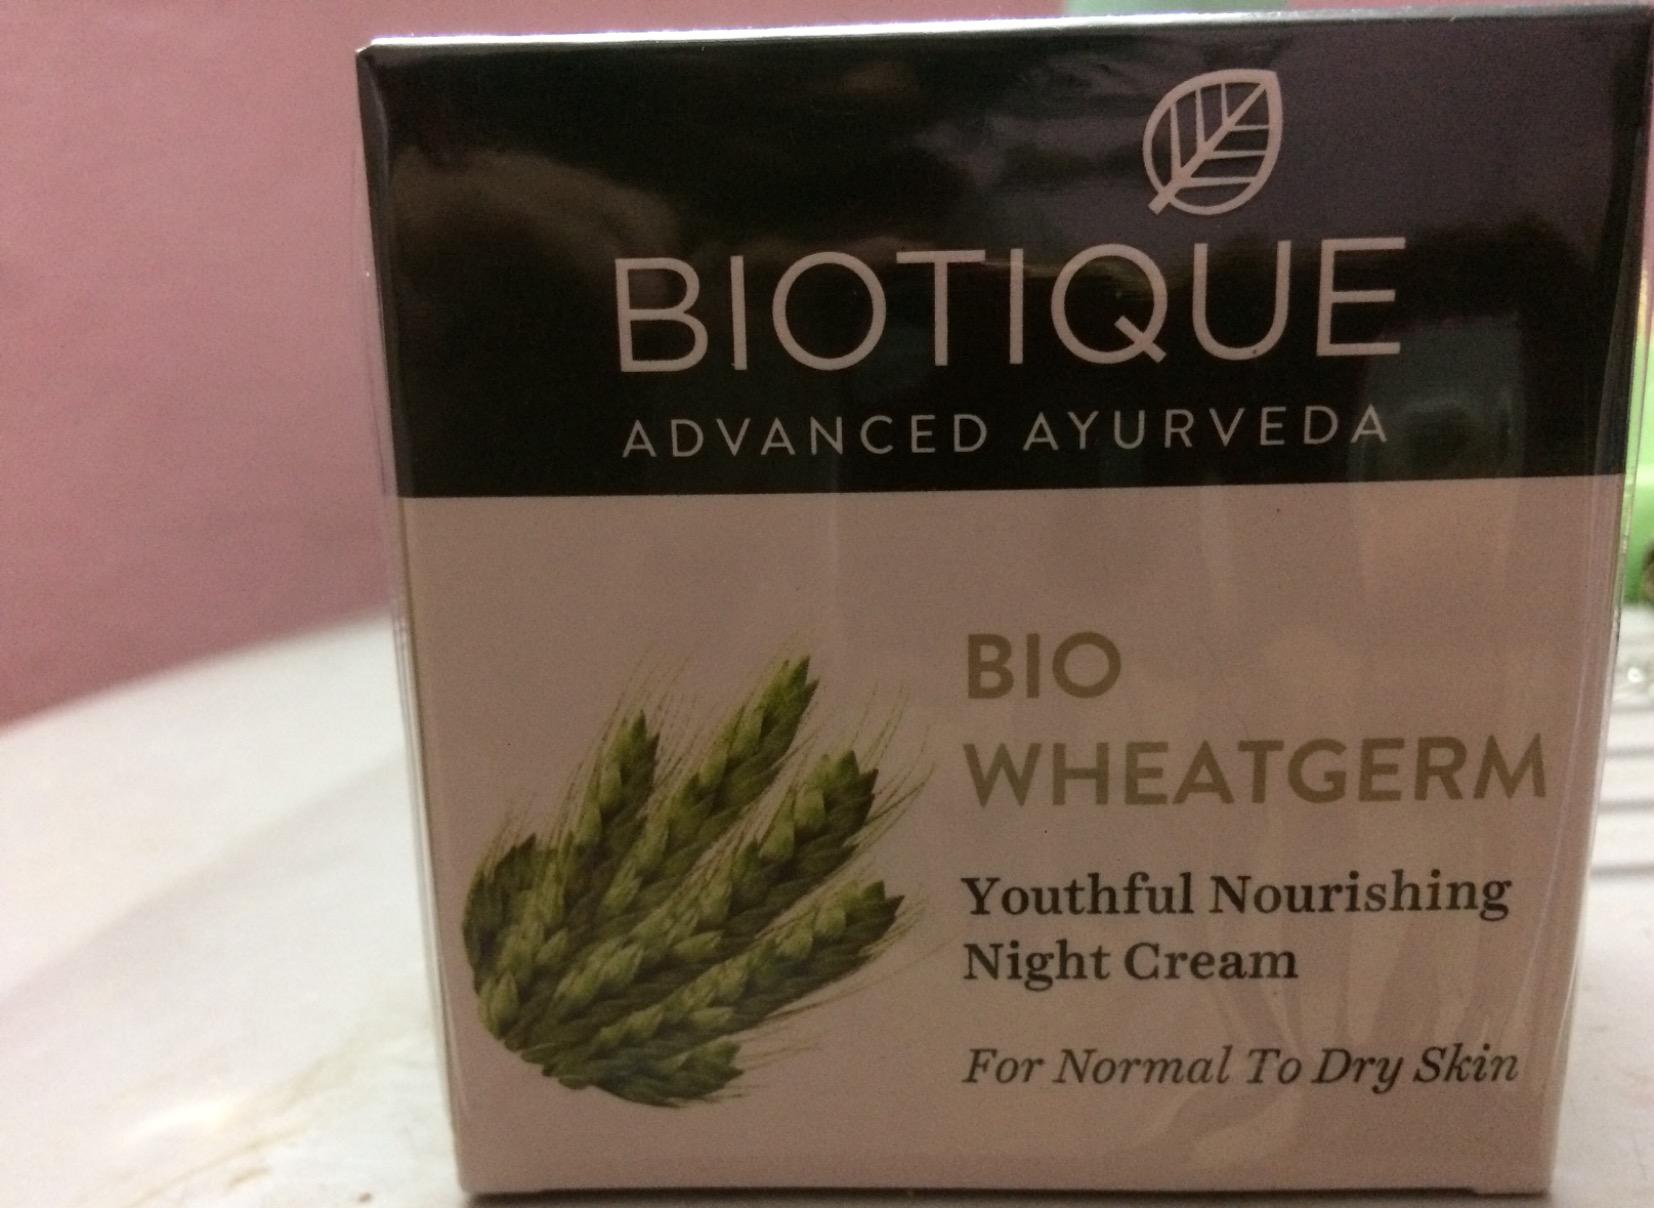 BIOTIQUE
ADVANCED AYURVEDA
BIO
WHEATGERM
Youthful Nourishing
Night Cream
For Normal To Dry Skin